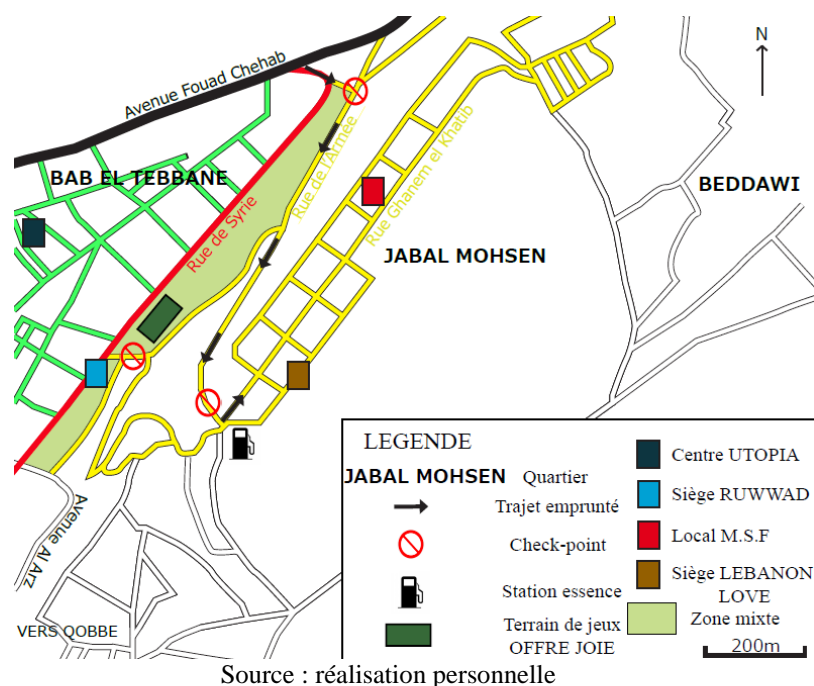 N
Avenue Fouad Chehab
BAB EL TEBBANE
Rue de Syrie
Rue de l'Armée
Rue Ghanem el Khatib
BEDDAWI
JABAL MOHSEN
Avenue Al Arz
VERS QOBBE
LEGENDE
JABAL MOHSEN Quartier
Trajet emprunté
Check-point
Station essence
Terrain de jeux
OFFRE JOIE
Centre UTOPIA
Siège RUWWAD
Local M.S.F
Siège LEBANON
LOVE
Zone mixte
200m
Source : réalisation personnelle